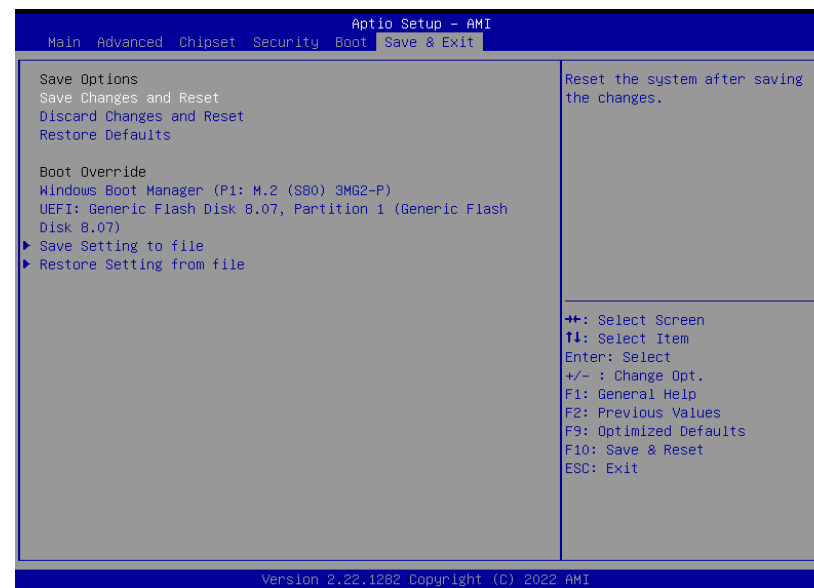 Aptio Setup – AMI
Main Advanced Chipset Security Boot Save & Exit
Save Options
Save Changes and Reset
Discard Changes and Reset
Restore Defaults
Boot Override
Windows Boot Manager (P1: M.2 (S80) 3MG2-P)
UEFI: Generic Flash Disk 8.07, Partition 1 (Generic Flash
Disk 8.07)
▶ Save Setting to file
▶ Restore Setting from file
Reset the system after saving
the changes.
→←: Select Screen
↑↓: Select Item
Enter: Select
+/- : Change Opt.
F1: General Help
F2: Previous Values
F9: Optimized Defaults
F10: Save & Reset
ESC: Exit
Version 2.22.1282 Copyright (C) 2022 AMI